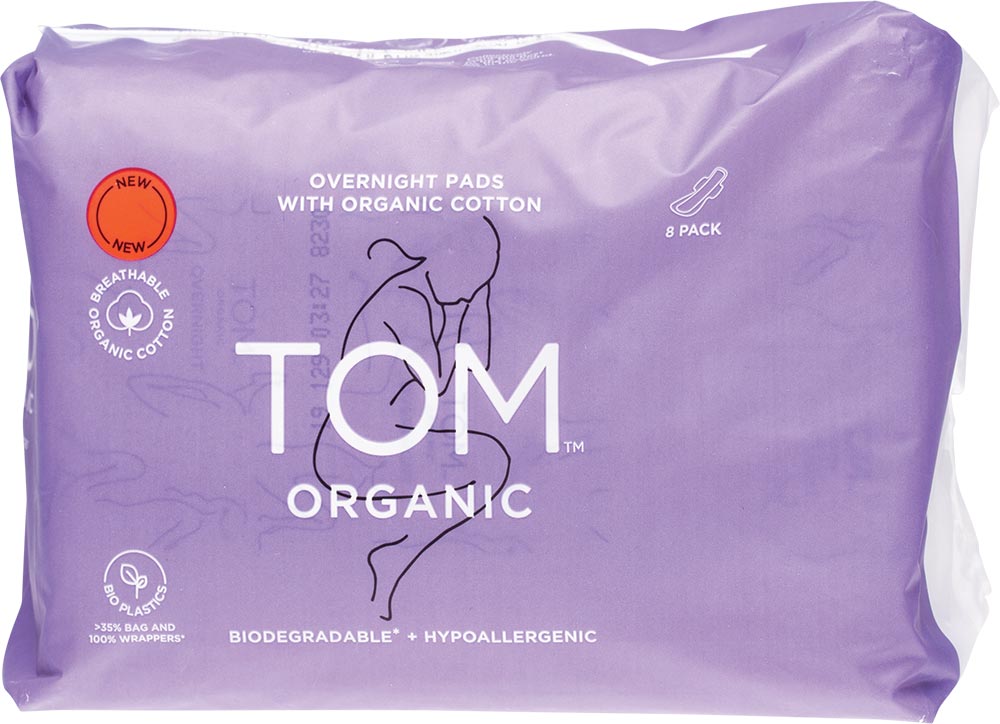 NEW
NEW
OVERNIGHT PADS
WITH ORGANIC COTTON
8 PACK
BREATHABLE
ORGANIC COTTON
TOM™
ORGANIC
BIO PLASTICS
>35% BAG AND
100% WRAPPERS*
BIODEGRADABLE* + HYPOALLERGENIC